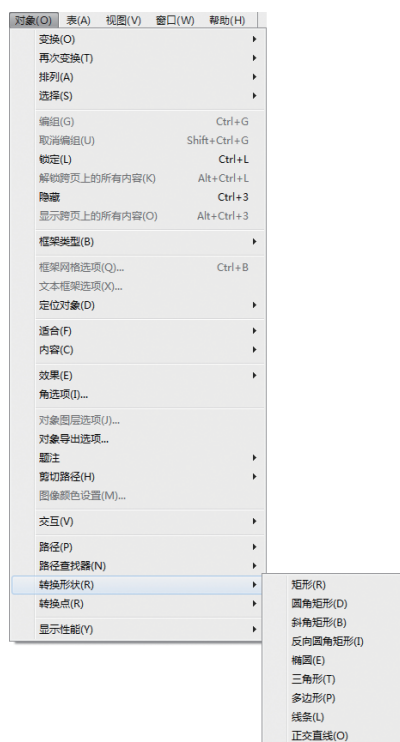 对象(O) 表(A) 视图(V) 窗口(W) 帮助(H)
变换(O)
再次变换(T)
排列(A)
选择(S)
编组(G) Ctrl+G
取消编组(U) Shift+Ctrl+G
锁定(L) Ctrl+L
解锁跨页上的所有内容(K) Alt+Ctrl+L
隐藏 Ctrl+3
显示跨页上的所有内容(O) Alt+Ctrl+3
框架类型(B)
框架网格选项(Q)... Ctrl+B
文本框架选项(X)...
定位对象(D)
适合(F)
内容(C)
效果(E)
角选项(I)...
对象图层选项(J)...
对象导出选项...
题注
剪切路径(H)
图像颜色设置(M)...
交互(V)
路径(P)
路径查找器(N)
转换形状(R)
转换点(R)
显示性能(Y)
矩形(R)
圆角矩形(D)
斜角矩形(B)
反向圆角矩形(I)
椭圆(E)
三角形(T)
多边形(P)
线条(L)
正交直线(O)